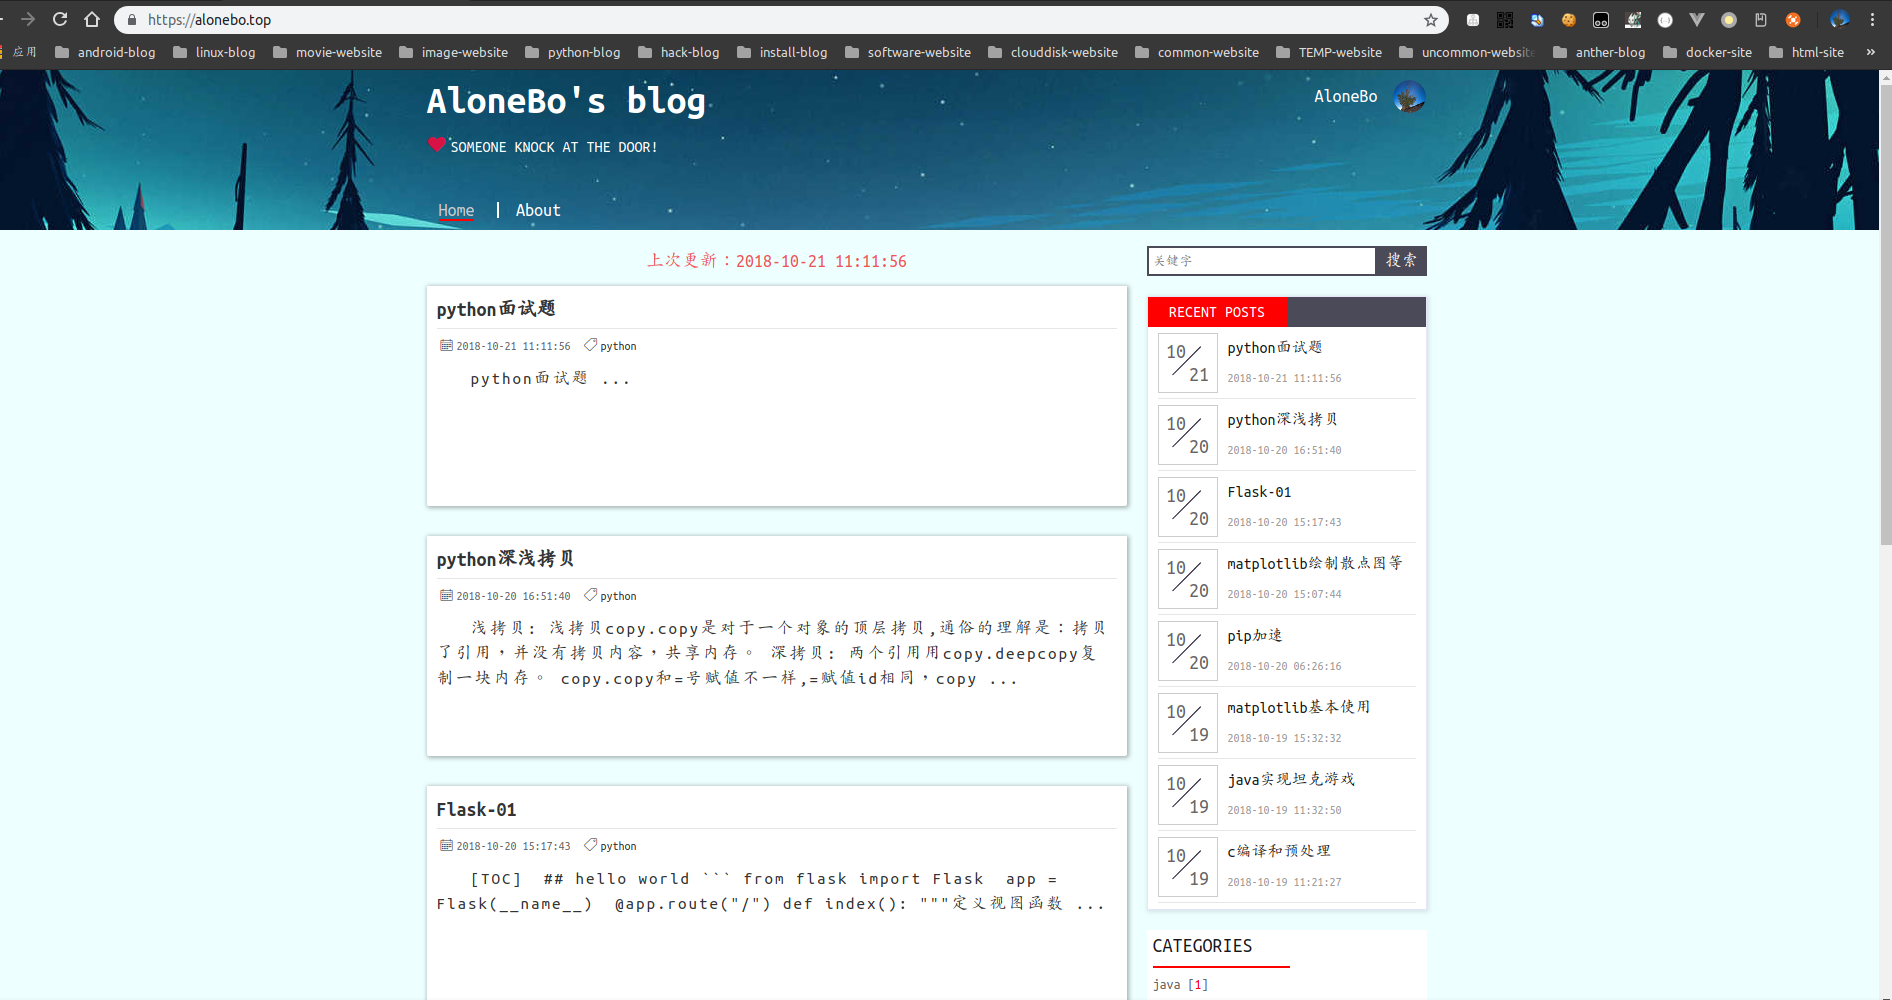 https://alonebo.top
应用 android-blog linux-blog movie-website image-website python-blog hack-blog install-blog software-website clouddisk-website common-website TEMP-website uncommon-website anther-blog docker-site html-site »
AloneBo's blog
AloneBo
SOMEONE KNOCK AT THE DOOR!
Home
About
上次更新：2018-10-21 11:11:56
python面试题
2018-10-21 11:11:56 python
python面试题 ...
python深浅拷贝
2018-10-20 16:51:40 python
浅拷贝: 浅拷贝copy.copy是对于一个对象的顶层拷贝,通俗的理解是：拷贝
了引用，并没有拷贝内容，共享内存。 深拷贝: 两个引用用copy.deepcopy复
制一块内存。 copy.copy和=号赋值不一样,=赋值id相同，copy ...
Flask-01
2018-10-20 15:17:43 python
[TOC] ## hello world ``` from flask import Flask app =
Flask(__name__) @app.route("/") def index(): """定义视图函数 ...
关键字
搜索
RECENT POSTS
10
21
python面试题
2018-10-21 11:11:56
10
20
python深浅拷贝
2018-10-20 16:51:40
10
20
Flask-01
2018-10-20 15:17:43
10
20
matplotlib绘制散点图等
2018-10-20 15:07:44
10
20
pip加速
2018-10-20 06:26:16
10
19
matplotlib基本使用
2018-10-19 15:32:32
10
19
java实现坦克游戏
2018-10-19 11:32:50
10
19
c编译和预处理
2018-10-19 11:21:27
CATEGORIES
java [1]